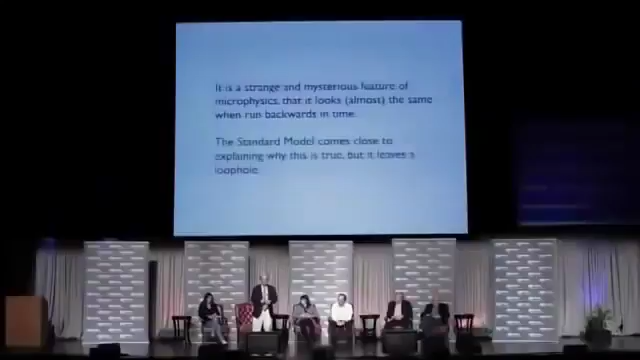 It is a strange and mysterious feature of
microphysics, that it looks (almost) the same
when run backwards in time.
The Standard Model comes close to
explaining why this is true, but it leaves a
loophole.